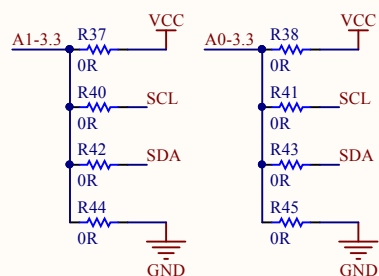 VCC VCC
A1-3.3 R37 A0-3.3 R38
0R 0R
R40 SCL R41 SCL
0R 0R
R42 SDA R43 SDA
0R 0R
R44 R45
0R 0R
GND GND